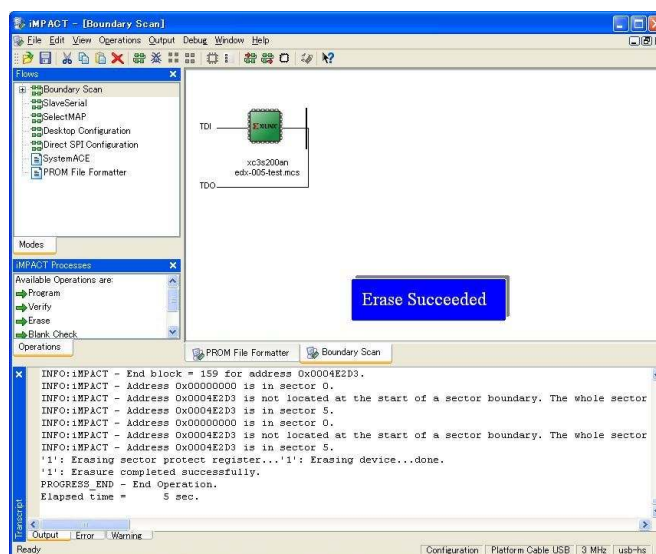 iMPACT - [Boundary Scan]
File Edit View Operations Output Debug Window Help
Flows
Boundary Scan
SlaveSerial
SelectMAP
Desktop Configuration
Direct SPI Configuration
SystemACE
PROM File Formatter
Modes
iMPACT Processes
Available Operations are:
Program
Verify
Erase
Blank Check
Operations
TDI
XILINX
xc3s200an
edx-005-test.mcs
TDO
Erase Succeeded
PROM File Formatter
Boundary Scan
INFO:iMPACT - End block = 159 for address 0x0004E2D3.
INFO:iMPACT - Address 0x00000000 is in sector 0.
INFO:iMPACT - Address 0x0004E2D3 is not located at the start of a sector boundary. The whole sector
INFO:iMPACT - Address 0x0004E2D3 is in sector 5.
INFO:iMPACT - Address 0x00000000 is in sector 0.
INFO:iMPACT - Address 0x0004E2D3 is not located at the start of a sector boundary. The whole sector
INFO:iMPACT - Address 0x0004E2D3 is in sector 5.
'1': Erasing sector protect register...'1': Erasing device...done.
'1': Erasure completed successfully.
PROGRESS_END - End Operation.
Elapsed time = 5 sec.
Transcript
Output Error Warning
Ready
Configuration Platform Cable USB 3 MHz usb-hs